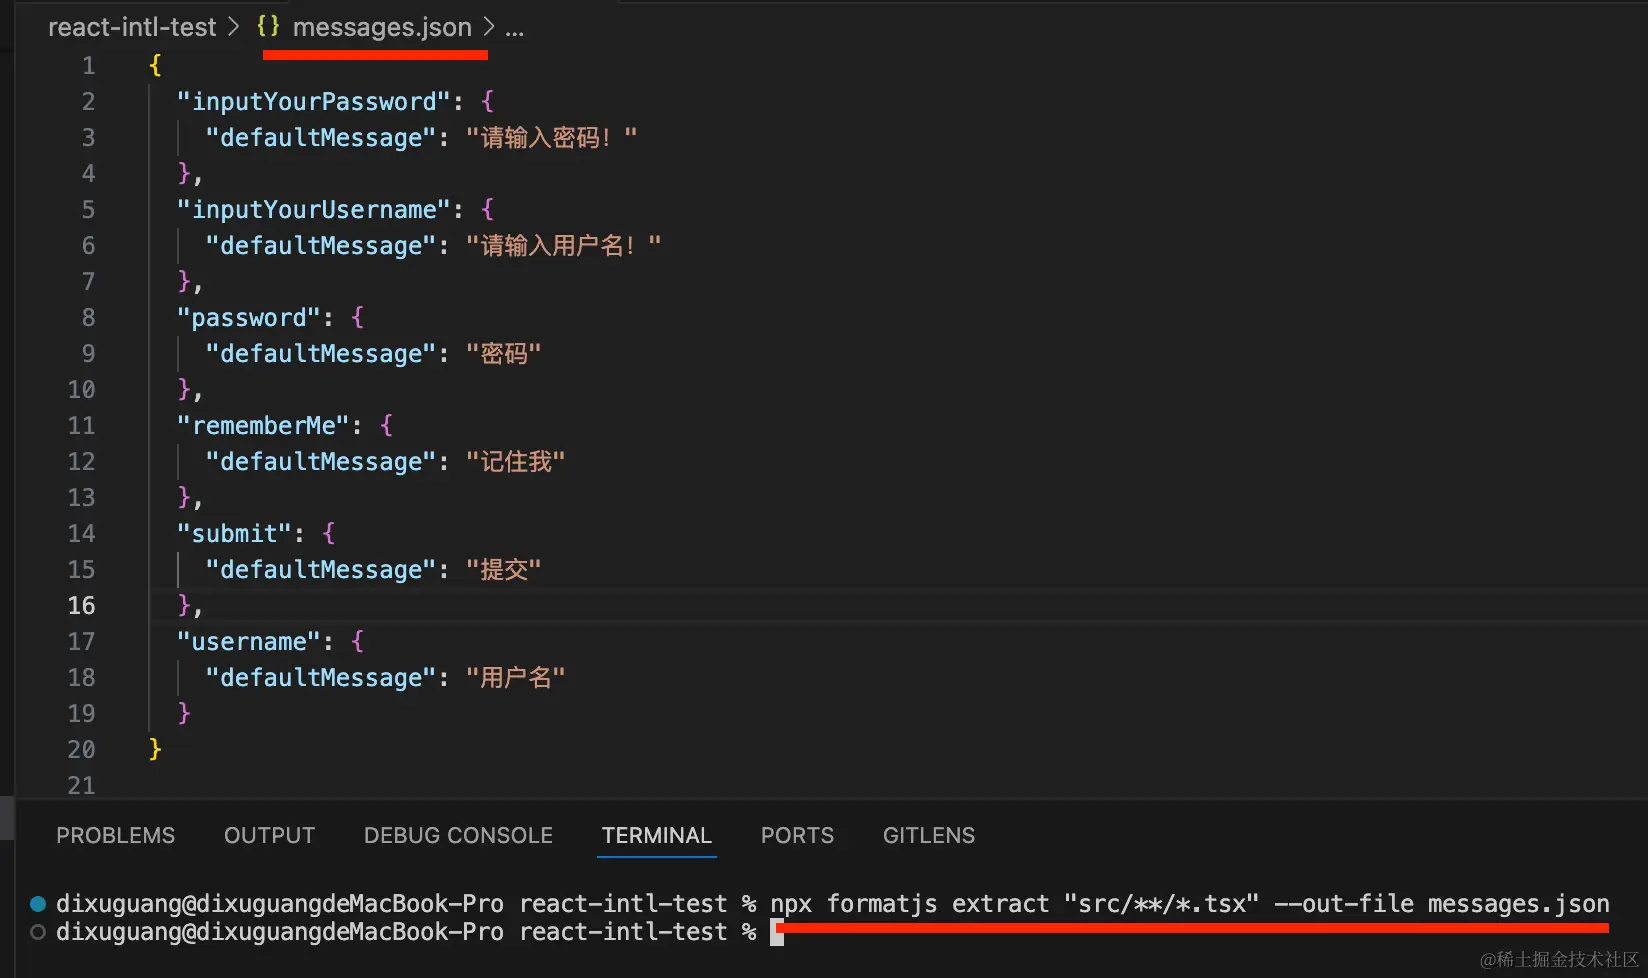 react-intl-test > {} messages.json > ...
1 {
2 "inputYourPassword": {
3 "defaultMessage": "请输入密码！"
4 },
5 "inputYourUsername": {
6 "defaultMessage": "请输入用户名！"
7 },
8 "password": {
9 "defaultMessage": "密码"
10 },
11 "rememberMe": {
12 "defaultMessage": "记住我"
13 },
14 "submit": {
15 "defaultMessage": "提交"
16 },
17 "username": {
18 "defaultMessage": "用户名"
19 }
20 }
21
PROBLEMS OUTPUT DEBUG CONSOLE TERMINAL PORTS GITLENS
dixuguang@dixuguangdeMacBook-Pro react-intl-test % npx formatjs extract "src/**/*.tsx" --out-file messages.json
dixuguang@dixuguangdeMacBook-Pro react-intl-test %
@稀土掘金技术社区